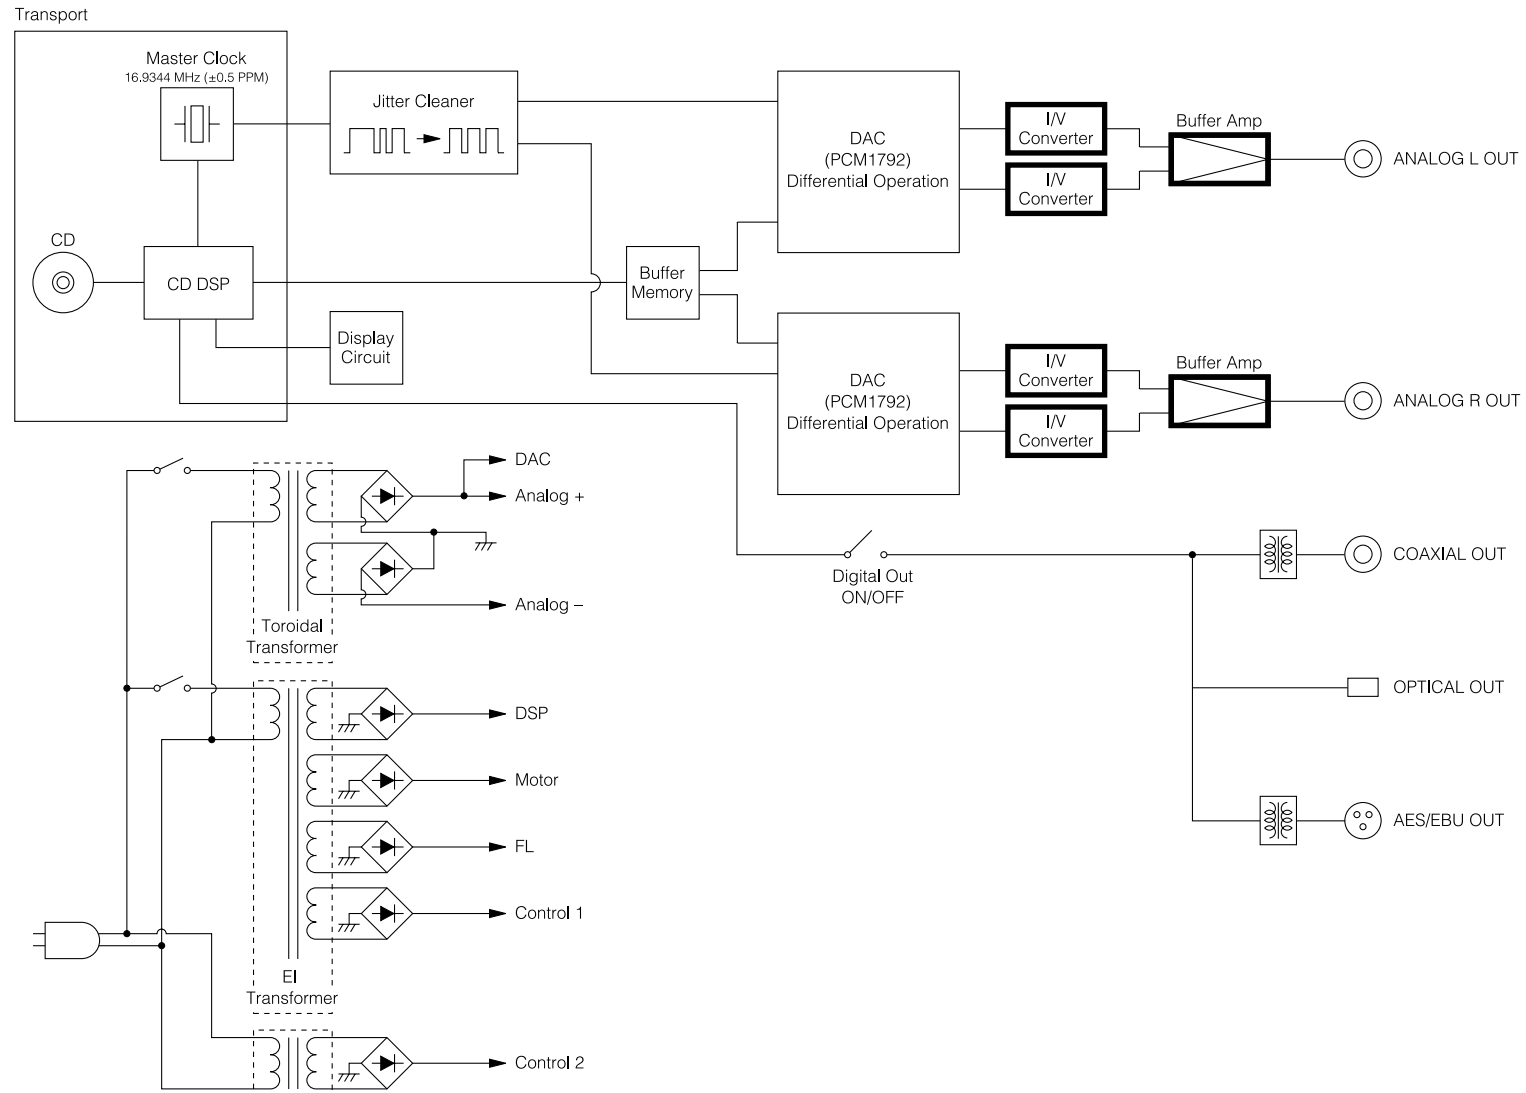 Transport
Master Clock
16.9344 MHz (±0.5 PPM)
Jitter Cleaner
DAC
(PCM1792)
Differential Operation
I/V
Converter
I/V
Converter
Buffer Amp
ANALOG L OUT
CD
CD DSP
Buffer
Memory
Display
Circuit
DAC
(PCM1792)
Differential Operation
I/V
Converter
I/V
Converter
Buffer Amp
ANALOG R OUT
DAC
Analog +
Analog –
Toroidal
Transformer
Digital Out
ON/OFF
COAXIAL OUT
OPTICAL OUT
AES/EBU OUT
DSP
Motor
FL
Control 1
EI
Transformer
Control 2